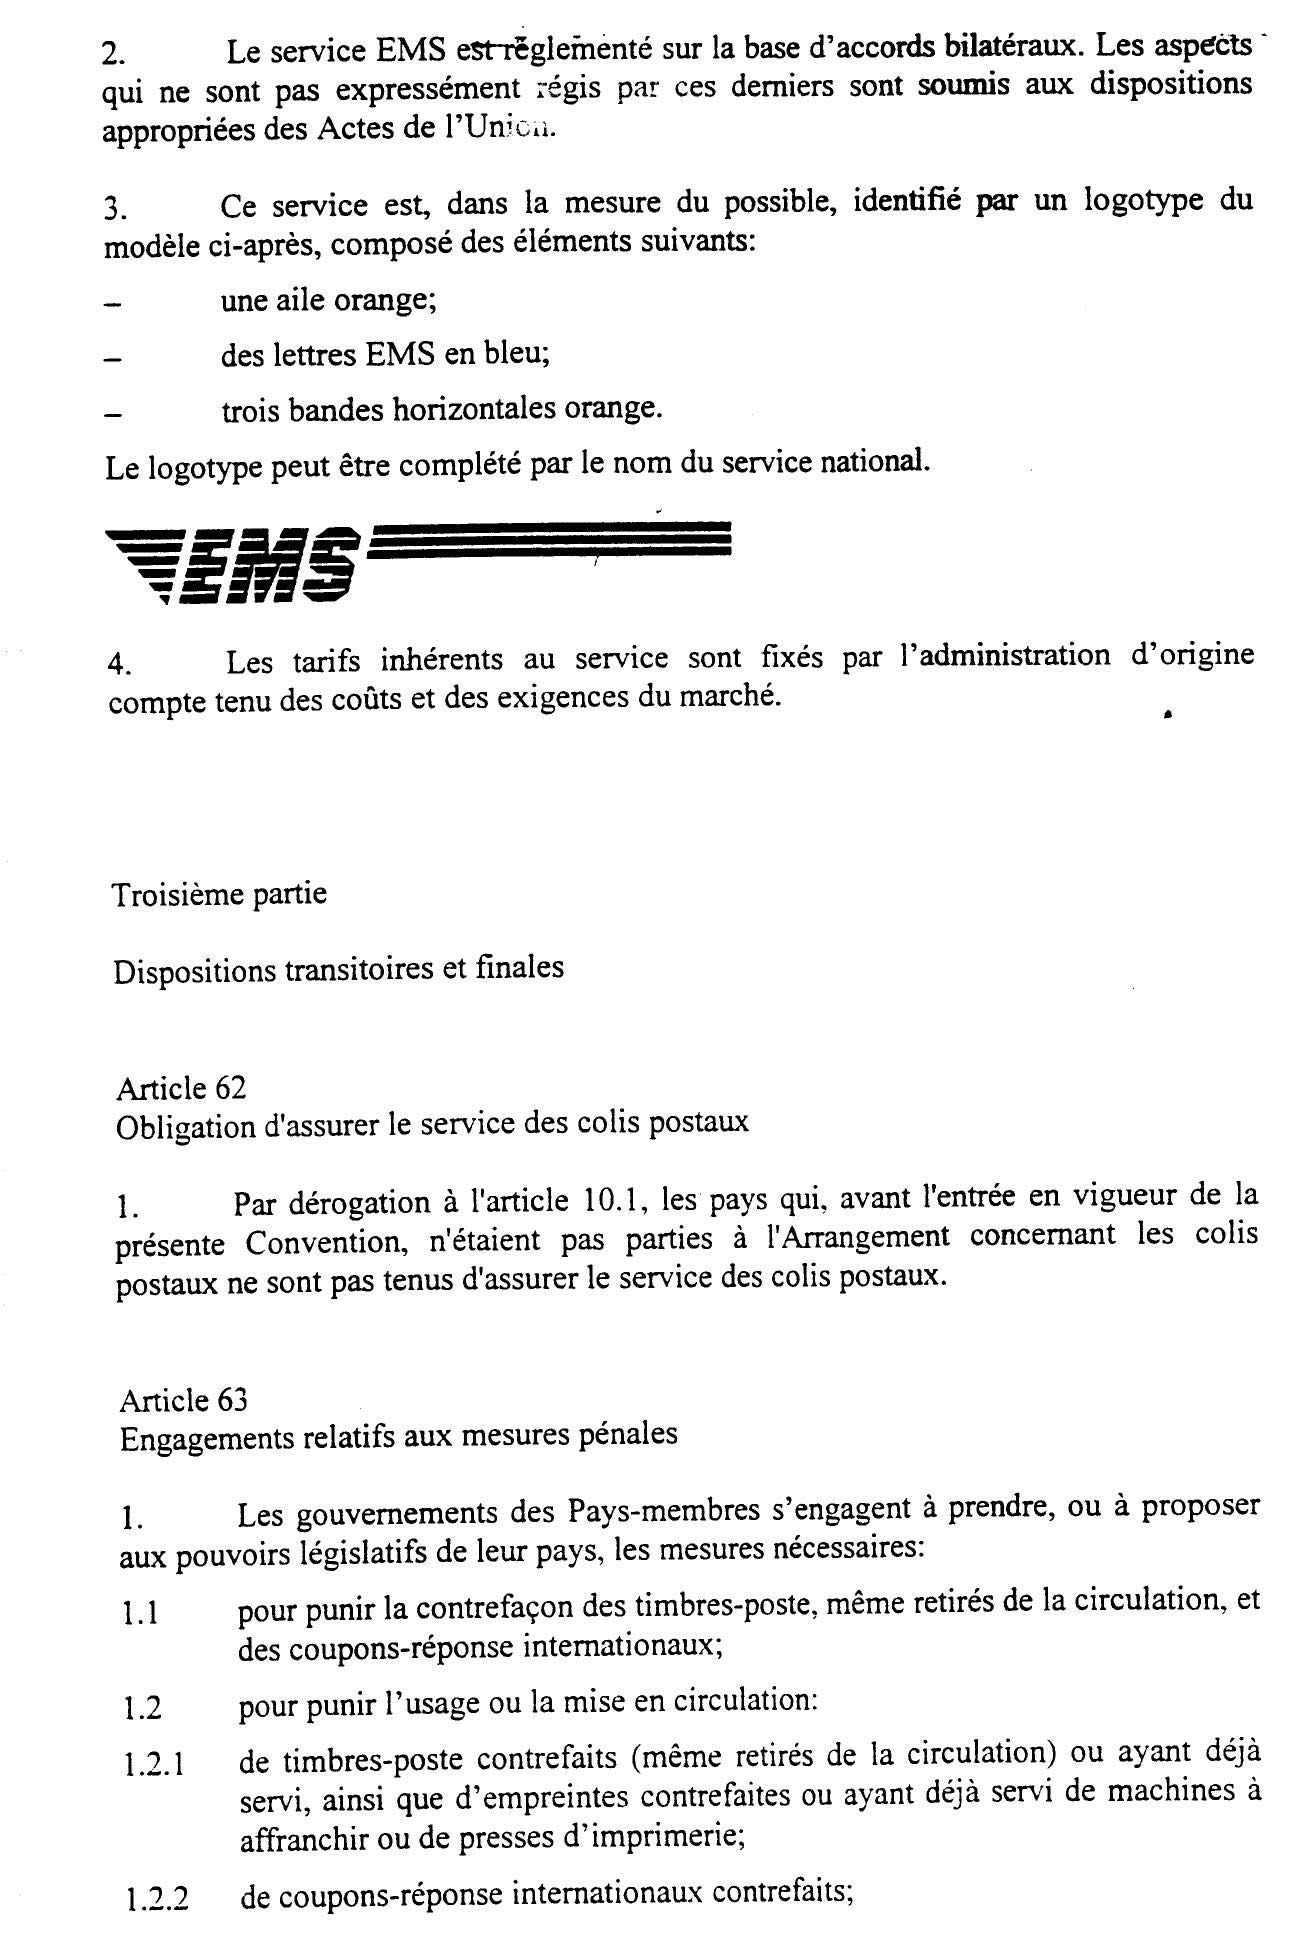 2. Le service EMS est réglementé sur la base d'accords bilatéraux. Les aspects
qui ne sont pas expressément régis par ces derniers sont soumis aux dispositions
appropriées des Actes de l'Union.
3. Ce service est, dans la mesure du possible, identifié par un logotype du
modèle ci-après, composé des éléments suivants:
– une aile orange;
– des lettres EMS en bleu;
– trois bandes horizontales orange.
Le logotype peut être complété par le nom du service national.
EMS
4. Les tarifs inhérents au service sont fixés par l'administration d'origine
compte tenu des coûts et des exigences du marché.
Troisième partie
Dispositions transitoires et finales
Article 62
Obligation d'assurer le service des colis postaux
1. Par dérogation à l'article 10.1, les pays qui, avant l'entrée en vigueur de la
présente Convention, n'étaient pas parties à l'Arrangement concernant les colis
postaux ne sont pas tenus d'assurer le service des colis postaux.
Article 63
Engagements relatifs aux mesures pénales
1. Les gouvernements des Pays-membres s'engagent à prendre, ou à proposer
aux pouvoirs législatifs de leur pays, les mesures nécessaires:
1.1 pour punir la contrefaçon des timbres-poste, même retirés de la circulation, et
des coupons-réponse internationaux;
1.2 pour punir l'usage ou la mise en circulation:
1.2.1 de timbres-poste contrefaits (même retirés de la circulation) ou ayant déjà
servi, ainsi que d'empreintes contrefaites ou ayant déjà servi de machines à
affranchir ou de presses d'imprimerie;
1.2.2 de coupons-réponse internationaux contrefaits;